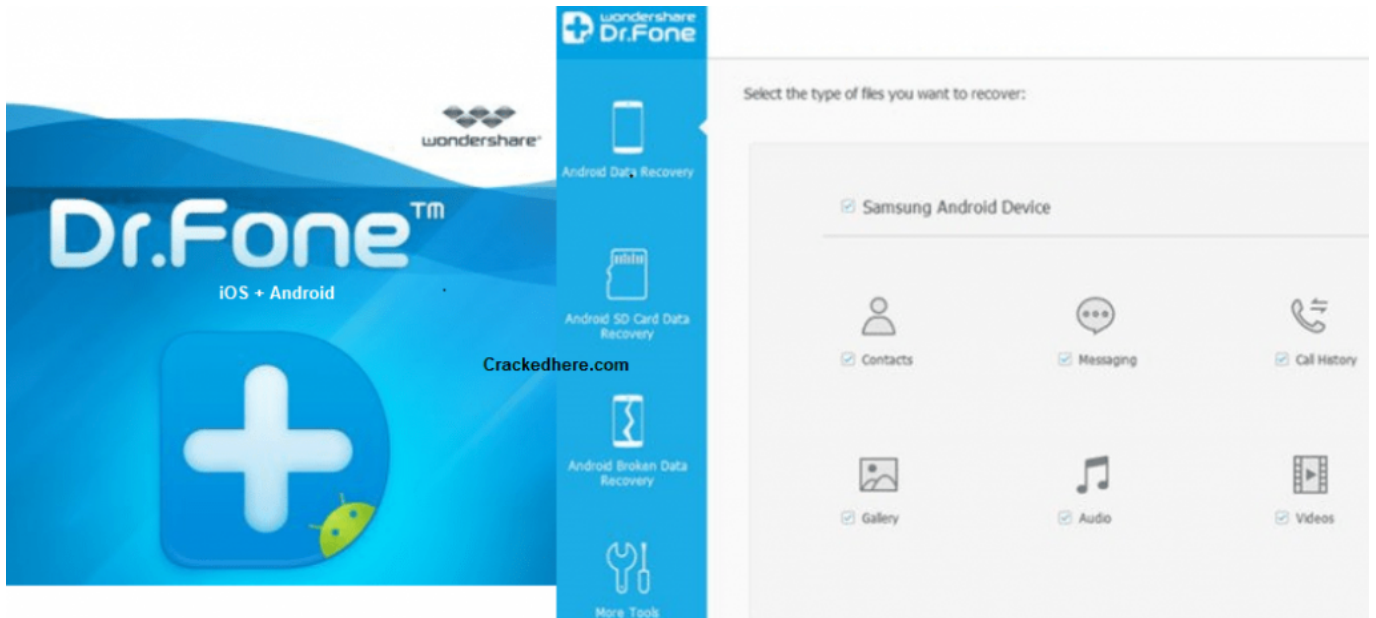 wondershare
Dr.Fone™
iOS + Android
Crackedhere.com
wondershare
Dr.Fone
Android Data Recovery
Android SD Card Data
Recovery
Android Broken Data
Recovery
More Tools
Select the type of files you want to recover:
Samsung Android Device
Contacts
Messaging
Call History
Gallery
Audio
Videos